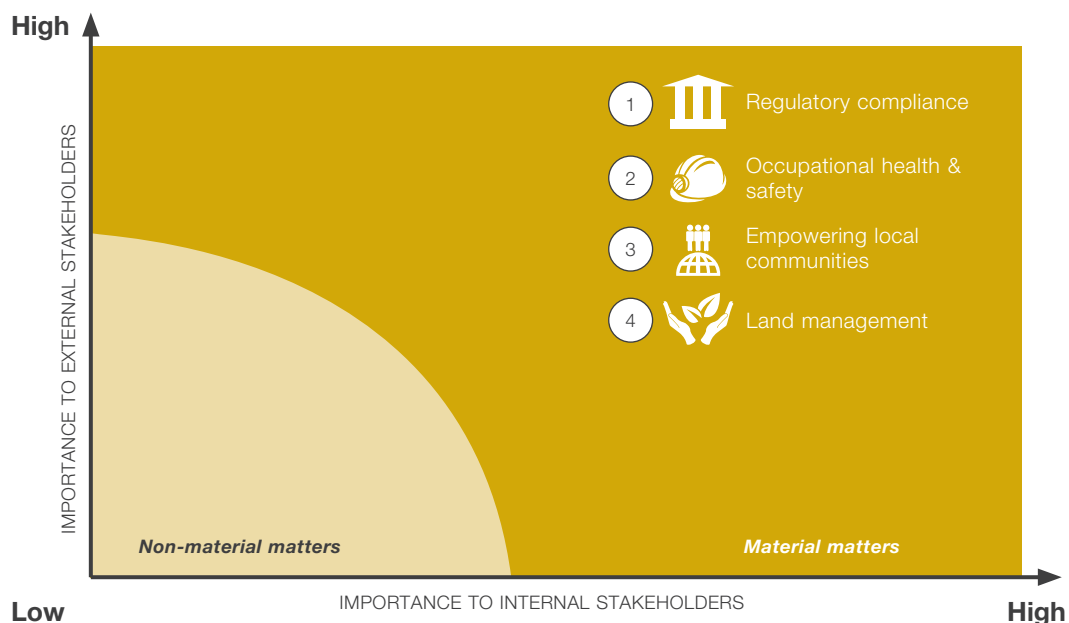 High
IMPORTANCE TO EXTERNAL STAKEHOLDERS
1
Regulatory compliance
2
Occupational health &
safety
3
Empowering local
communities
4
Land management
Non-material matters
Material matters
Low
IMPORTANCE TO INTERNAL STAKEHOLDERS
High